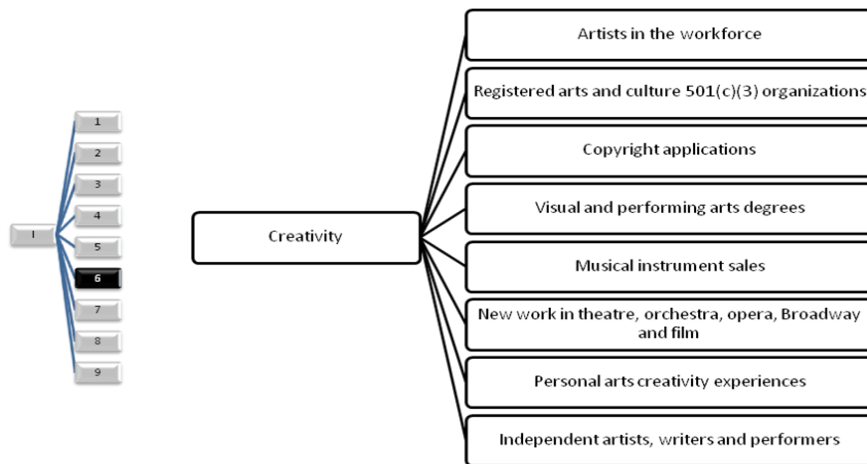 I
1
2
3
4
5
6
7
8
9
Creativity
Artists in the workforce
Registered arts and culture 501(c)(3) organizations
Copyright applications
Visual and performing arts degrees
Musical instrument sales
New work in theatre, orchestra, opera, Broadway
and film
Personal arts creativity experiences
Independent artists, writers and performers